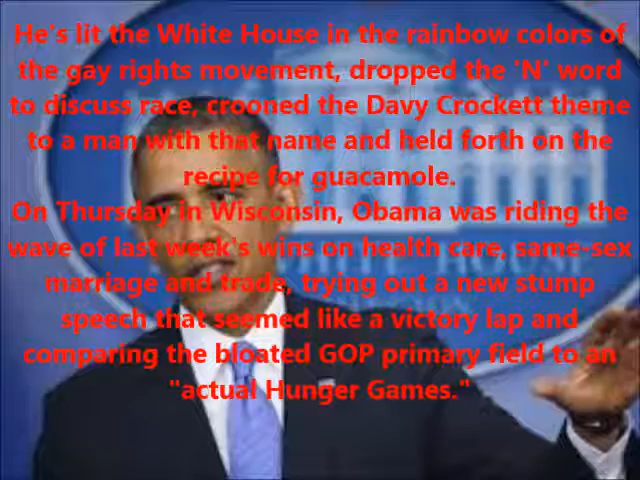 He's lit the White House in the rainbow colors of
the gay rights movement, dropped the 'N' word
to discuss race, crooned the Davy Crockett theme
to a man with that name and held forth on the
recipe for guacamole.
On Thursday in Wisconsin, Obama was riding the
wave of last week's wins on health care, same-sex
marriage and trade, trying out a new stump
speech that seemed like a victory lap and
comparing the bloated GOP primary field to an
"actual Hunger Games."